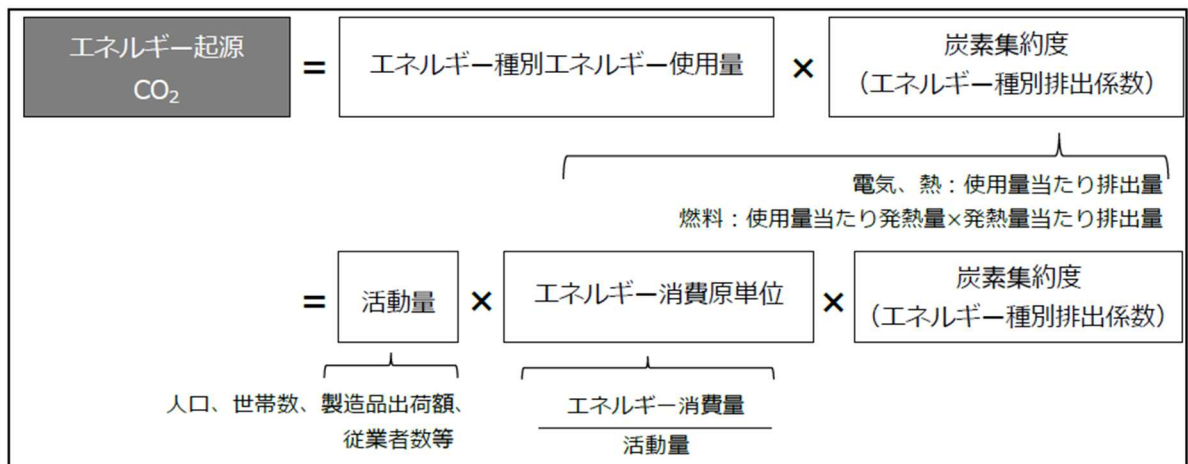 エネルギー起源
CO₂
=
エネルギー種別エネルギー使用量
×
炭素集約度
(エネルギー種別排出係数)
電気、熱:使用量当たり排出量
燃料:使用量当たり発熱量×発熱量当たり排出量
=
活動量
×
エネルギー消費原単位
×
炭素集約度
(エネルギー種別排出係数)
人口、世帯数、製造品出荷額、
従業者数等
エネルギー消費量
活動量